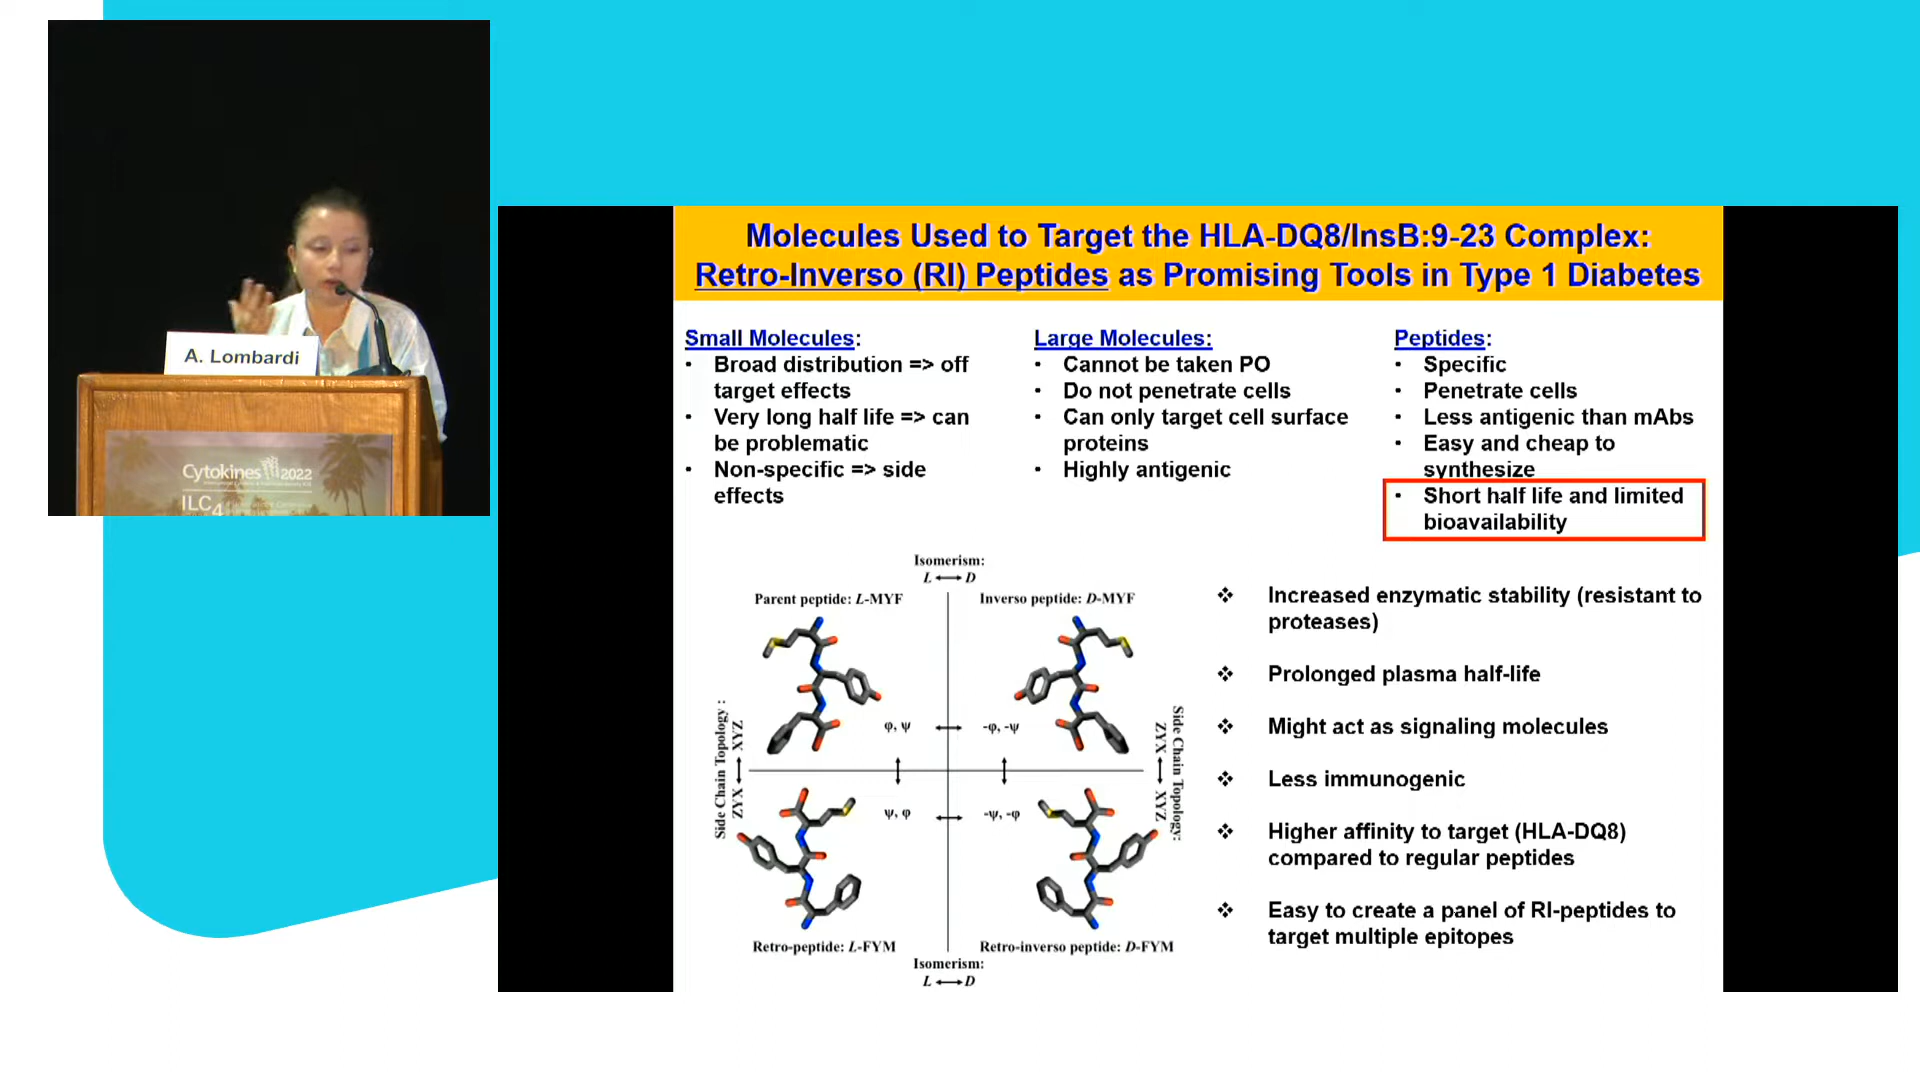 A. Lombardi
Cytokines 2022
ILC4
Molecules Used to Target the HLA-DQ8/InsB:9-23 Complex:
Retro-Inverso (RI) Peptides as Promising Tools in Type 1 Diabetes
Small Molecules:
• Broad distribution => off
target effects
• Very long half life => can
be problematic
• Non-specific => side
effects
Large Molecules:
• Cannot be taken PO
• Do not penetrate cells
• Can only target cell surface
proteins
• Highly antigenic
Peptides:
• Specific
• Penetrate cells
• Less antigenic than mAbs
• Easy and cheap to
synthesize
• Short half life and limited
bioavailability
Isomerism:
L ⟷ D
Parent peptide: L-MYF
Inverso peptide: D-MYF
φ, ψ ⟷ -φ, -ψ
Side Chain Topology :
ZYX ⟷ XYZ
Side Chain Topology:
ZYX ⟷ XYZ
ψ, φ ⟷ -ψ, -φ
Retro-peptide: L-FYM
Retro-inverso peptide: D-FYM
Isomerism:
L ⟷ D
❖ Increased enzymatic stability (resistant to
proteases)
❖ Prolonged plasma half-life
❖ Might act as signaling molecules
❖ Less immunogenic
❖ Higher affinity to target (HLA-DQ8)
compared to regular peptides
❖ Easy to create a panel of RI-peptides to
target multiple epitopes